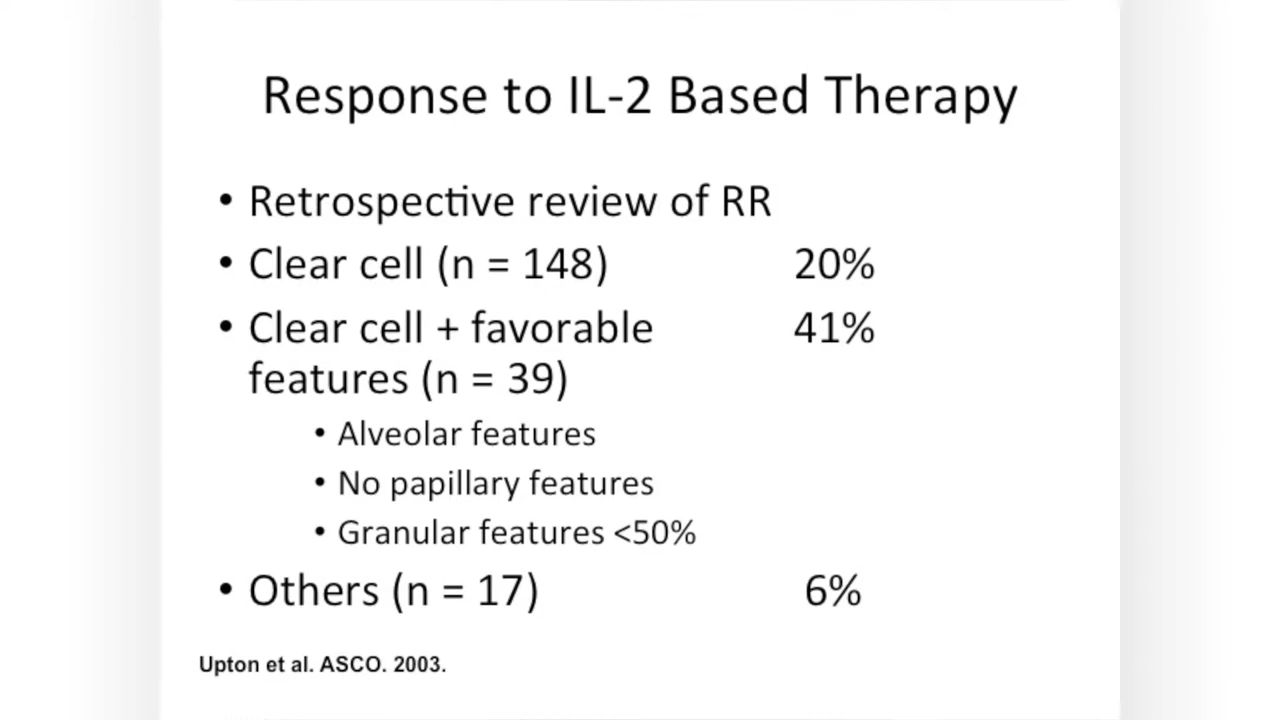 Response to IL-2 Based Therapy
• Retrospective review of RR
• Clear cell (n = 148) 20%
• Clear cell + favorable 41%
features (n = 39)
• Alveolar features
• No papillary features
• Granular features <50%
• Others (n = 17) 6%
Upton et al. ASCO. 2003.